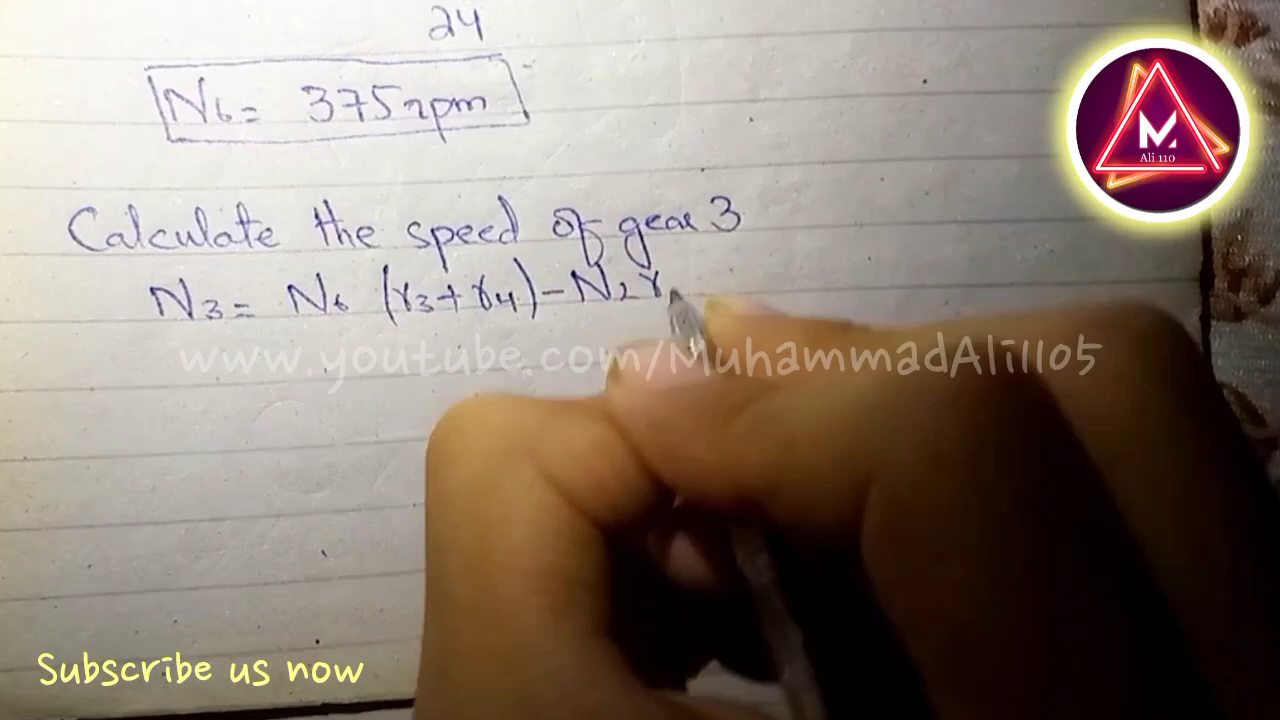 24
N6= 375rpm
M
Ali 110
Calculate the speed of gear 3
N3= N6 (r3+r4)-N2r
www.youtube.com/MuhammadAli1105
Subscribe us now